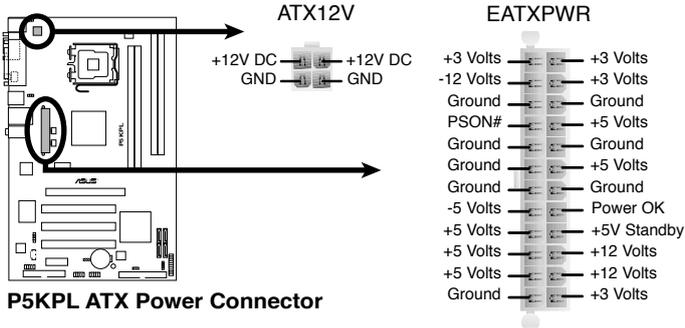 ATX12V
+12V DC +12V DC
GND GND
EATXPWR
+3 Volts +3 Volts
-12 Volts +3 Volts
Ground Ground
PSON# +5 Volts
Ground Ground
Ground +5 Volts
Ground Ground
-5 Volts Power OK
+5 Volts +5V Standby
+5 Volts +12 Volts
+5 Volts +12 Volts
Ground +3 Volts
P5KPL
ASUS
P5KPL ATX Power Connector